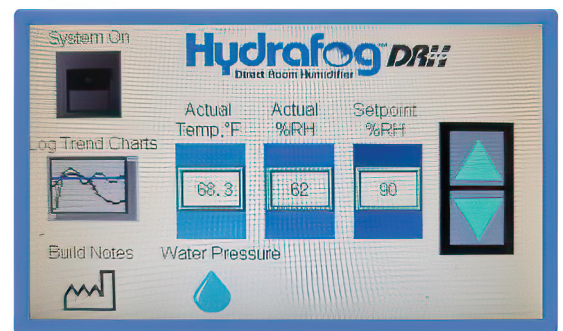 System On
Hydrafog™ DRH
Direct Room Humidifier
Actual Temp.°F
Actual %RH
Setpoint %RH
Log Trend Charts
68.3
62
90
Build Notes
Water Pressure